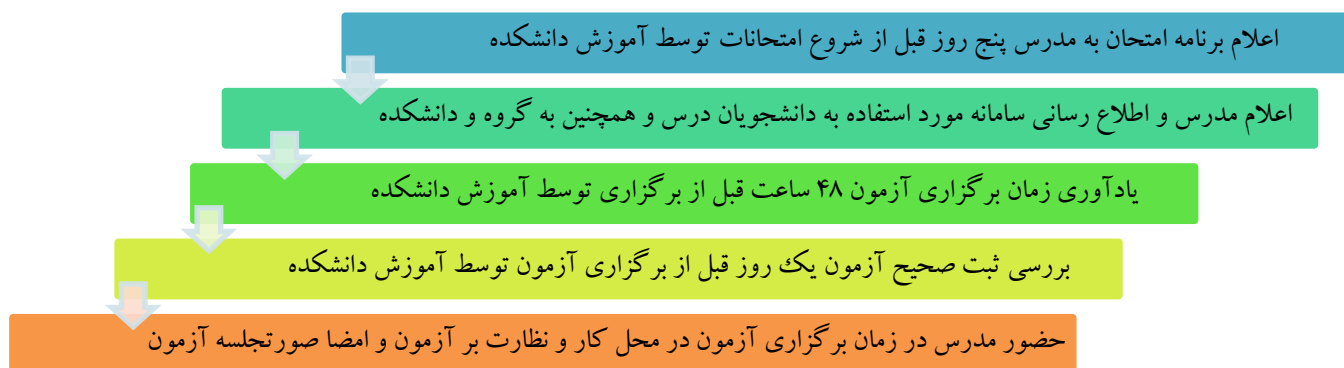 اعلام برنامه امتحان به مدرس پنج روز قبل از شروع امتحانات توسط آموزش دانشکده
اعلام مدرس و اطلاع رسانی سامانه مورد استفاده به دانشجویان درس و همچنین به گروه و دانشکده
یادآوری زمان برگزاری آزمون ۴۸ ساعت قبل از برگزاری توسط آموزش دانشکده
بررسی ثبت صحیح آزمون یک روز قبل از برگزاری آزمون توسط آموزش دانشکده
حضور مدرس در زمان برگزاری آزمون در محل کار و نظارت بر آزمون و امضا صورتجلسه آزمون